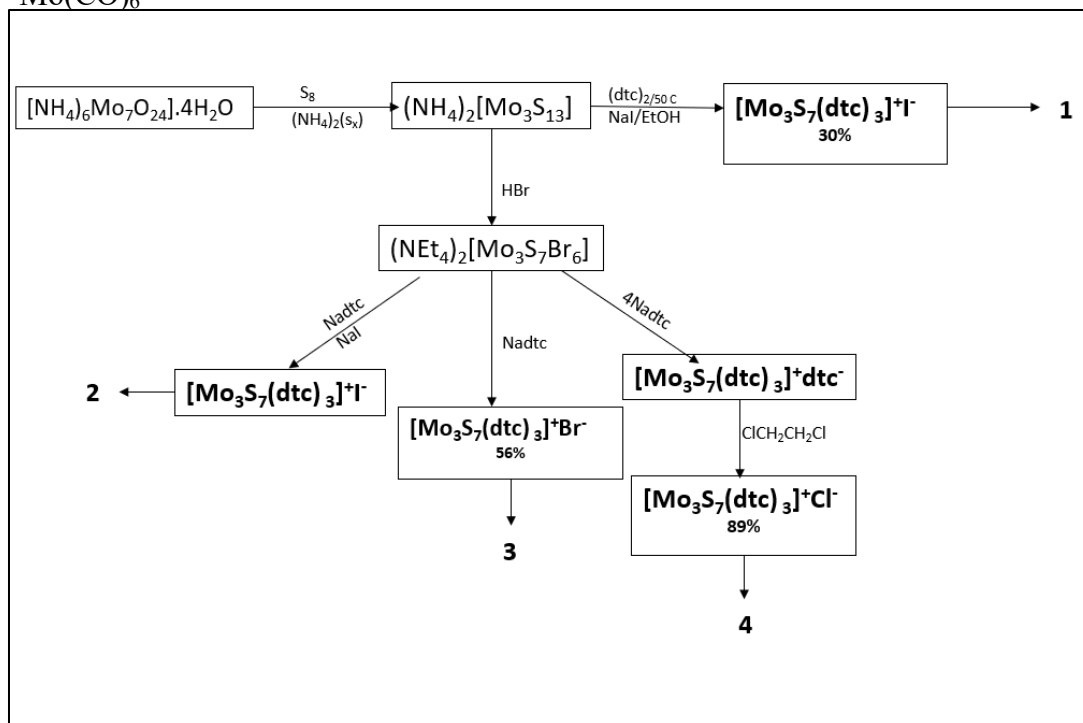 Mo(CO)6
[NH4)6Mo7O24].4H2O
S8
(NH4)2(sx)
(NH4)2[Mo3S13]
(dtc)2/50 C
NaI/EtOH
[Mo3S7(dtc) 3]+I-
30%
1
HBr
(NEt4)2[Mo3S7Br6]
Nadtc
NaI
Nadtc
4Nadtc
2
[Mo3S7(dtc) 3]+I-
[Mo3S7(dtc) 3]+Br-
56%
[Mo3S7(dtc) 3]+dtc-
ClCH2CH2Cl
[Mo3S7(dtc) 3]+Cl-
89%
3
4